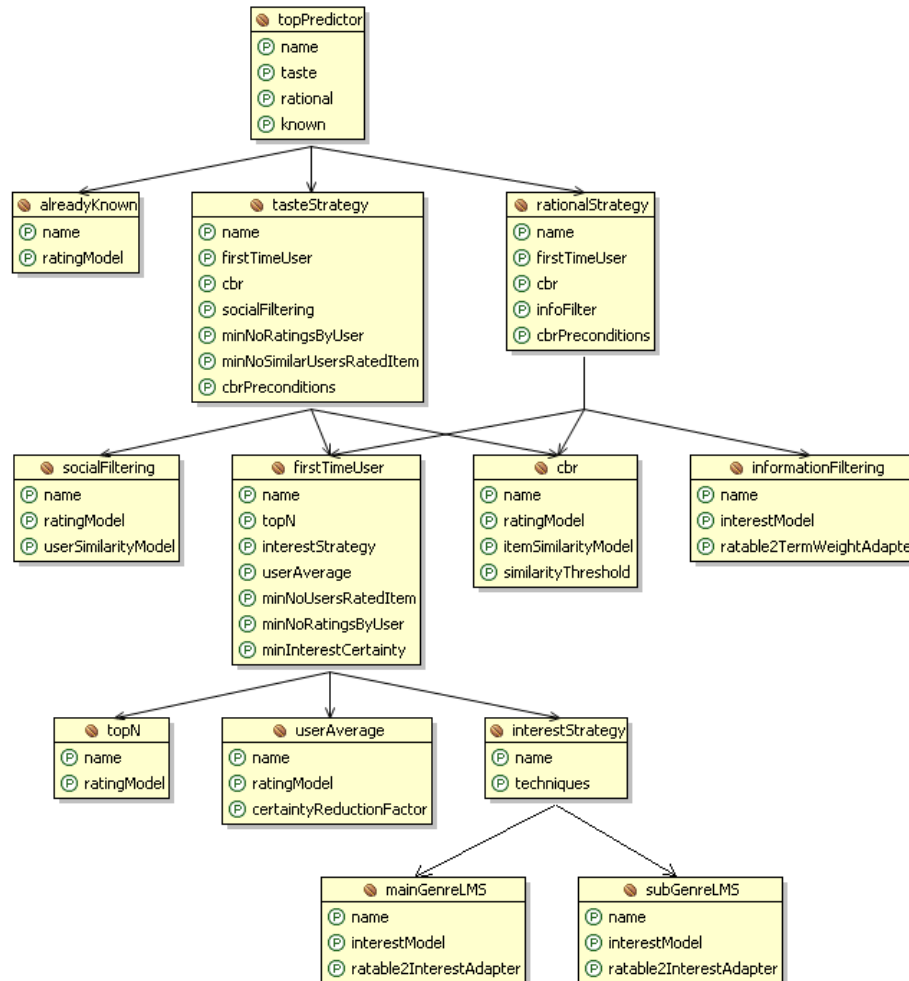 topPredictor
name
taste
rational
known
alreadyKnown
name
ratingModel
tasteStrategy
name
firstTimeUser
cbr
socialFiltering
minNoRatingsByUser
minNoSimilarUsersRatedItem
cbrPreconditions
rationalStrategy
name
firstTimeUser
cbr
infoFilter
cbrPreconditions
socialFiltering
name
ratingModel
userSimilarityModel
firstTimeUser
name
topN
interestStrategy
userAverage
minNoUsersRatedItem
minNoRatingsByUser
minInterestCertainty
cbr
name
ratingModel
itemSimilarityModel
similarityThreshold
informationFiltering
name
interestModel
ratable2TermWeightAdapte
topN
name
ratingModel
userAverage
name
ratingModel
certaintyReductionFactor
interestStrategy
name
techniques
mainGenreLMS
name
interestModel
ratable2InterestAdapter
subGenreLMS
name
interestModel
ratable2InterestAdapter